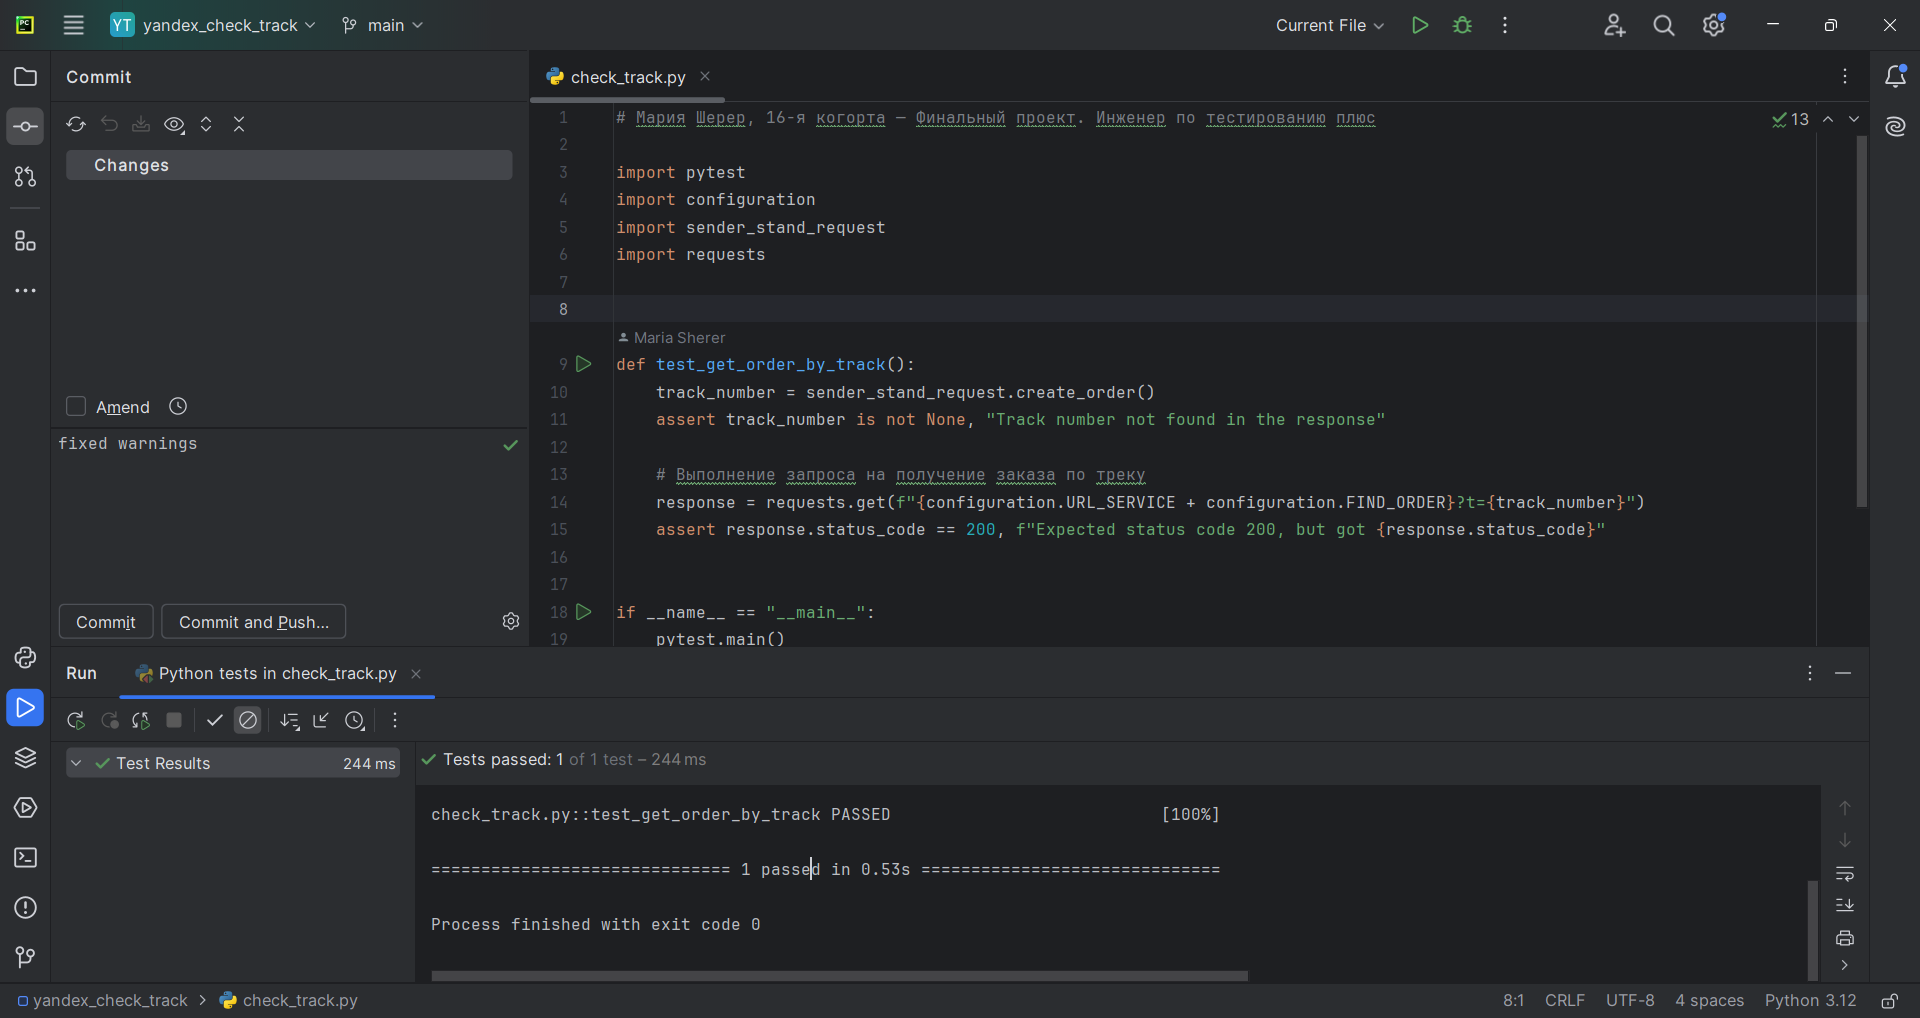 PC
YT yandex_check_track main Current File
Commit
Changes
Amend
fixed warnings
Commit Commit and Push...
check_track.py
13
1 # Мария Шерер, 16-я когорта — Финальный проект. Инженер по тестированию плюс
2
3 import pytest
4 import configuration
5 import sender_stand_request
6 import requests
7
8
Maria Sherer
9 def test_get_order_by_track():
10 track_number = sender_stand_request.create_order()
11 assert track_number is not None, "Track number not found in the response"
12
13 # Выполнение запроса на получение заказа по треку
14 response = requests.get(f"{configuration.URL_SERVICE + configuration.FIND_ORDER}?t={track_number}")
15 assert response.status_code == 200, f"Expected status code 200, but got {response.status_code}"
16
17
18 if __name__ == "__main__":
19 pytest.main()
Run Python tests in check_track.py
Test Results 244 ms
Tests passed: 1 of 1 test – 244 ms
check_track.py::test_get_order_by_track PASSED [100%]
============================== 1 passed in 0.53s ==============================
Process finished with exit code 0
yandex_check_track > check_track.py 8:1 CRLF UTF-8 4 spaces Python 3.12